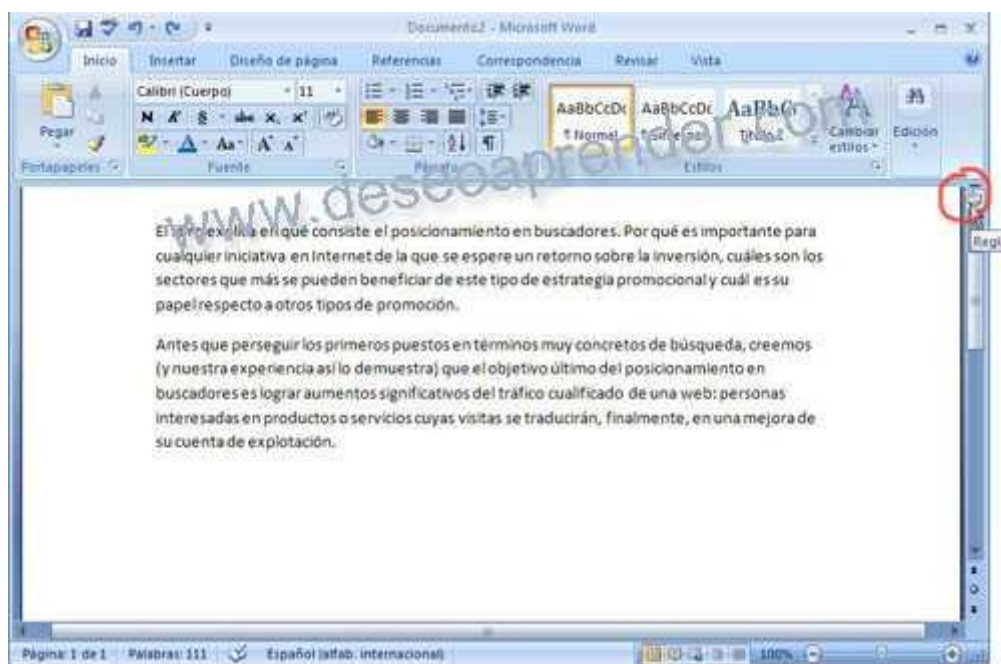 Documento2 - Microsoft Word
Inicio Insertar Diseño de página Referencias Correspondencia Revisar Vista
Pegar
Calibri (Cuerpo) 11
N K S abc x, x'
Aa A A
AaBbCcDc AaBbCcDc AaBbCc
¶ Normal Título 1
Cambiar estilos
Edición
Portapapeles Fuente Párrafo Estilos
www.deseoaprender.com
Regl
El explica en qué consiste el posicionamiento en buscadores. Por qué es importante para
cualquier iniciativa en Internet de la que se espere un retorno sobre la inversión, cuáles son los
sectores que más se pueden beneficiar de este tipo de estrategia promocional y cuál es su
papel respecto a otros tipos de promoción.
Antes que perseguir los primeros puestos en términos muy concretos de búsqueda, creemos
(y nuestra experiencia así lo demuestra) que el objetivo último del posicionamiento en
buscadores es lograr aumentos significativos del tráfico cualificado de una web: personas
interesadas en productos o servicios cuyas visitas se traducirán, finalmente, en una mejora de
su cuenta de explotación.
Página: 1 de 1 Palabras: 111 Español (alfab. internacional) 100%